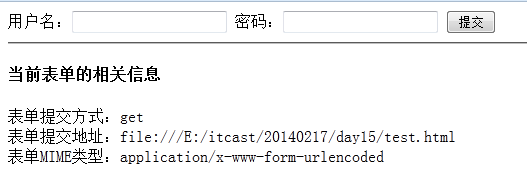 用户名： 密码： 提交
当前表单的相关信息
表单提交方式：get
表单提交地址：file:///E:/itcast/20140217/day15/test.html
表单MIME类型：application/x-www-form-urlencoded